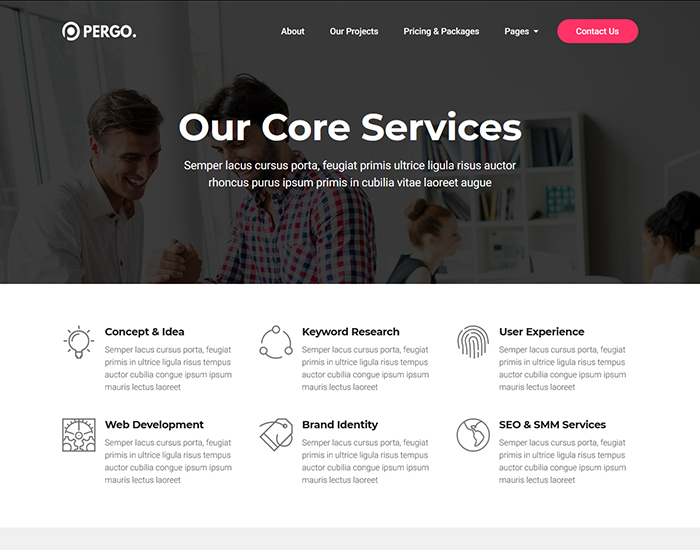 PERGO.
About
Our Projects
Pricing & Packages
Pages
Contact Us
Our Core Services
Semper lacus cursus porta, feugiat primis ultrice ligula risus auctor
rhoncus purus ipsum primis in cubilia vitae laoreet augue
Concept & Idea
Semper lacus cursus porta, feugiat
primis in ultrice ligula risus tempus
auctor cubilia congue ipsum ipsum
mauris lectus laoreet
Keyword Research
Semper lacus cursus porta, feugiat
primis in ultrice ligula risus tempus
auctor cubilia congue ipsum ipsum
mauris lectus laoreet
User Experience
Semper lacus cursus porta, feugiat
primis in ultrice ligula risus tempus
auctor cubilia congue ipsum ipsum
mauris lectus laoreet
Web Development
Semper lacus cursus porta, feugiat
primis in ultrice ligula risus tempus
auctor cubilia congue ipsum ipsum
mauris lectus laoreet
Brand Identity
Semper lacus cursus porta, feugiat
primis in ultrice ligula risus tempus
auctor cubilia congue ipsum ipsum
mauris lectus laoreet
SEO & SMM Services
Semper lacus cursus porta, feugiat
primis in ultrice ligula risus tempus
auctor cubilia congue ipsum ipsum
mauris lectus laoreet